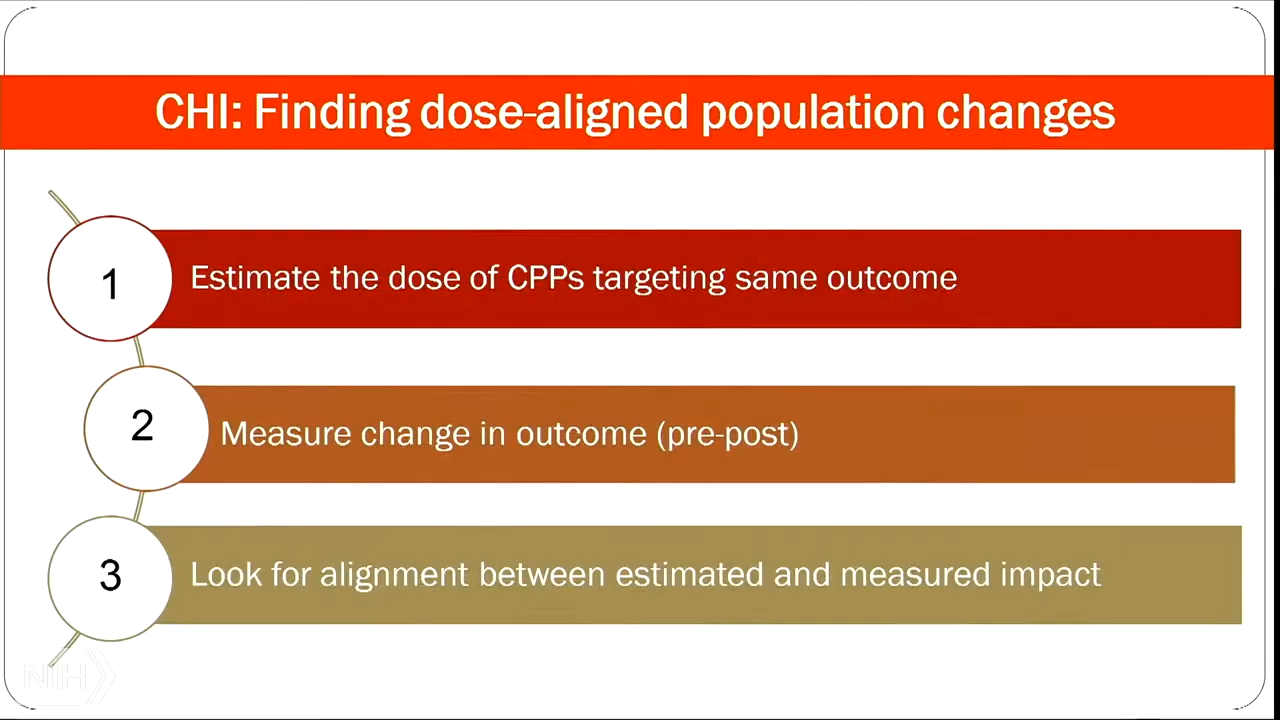 CHI: Finding dose-aligned population changes
1
Estimate the dose of CPPs targeting same outcome
2
Measure change in outcome (pre-post)
3
Look for alignment between estimated and measured impact
NIH